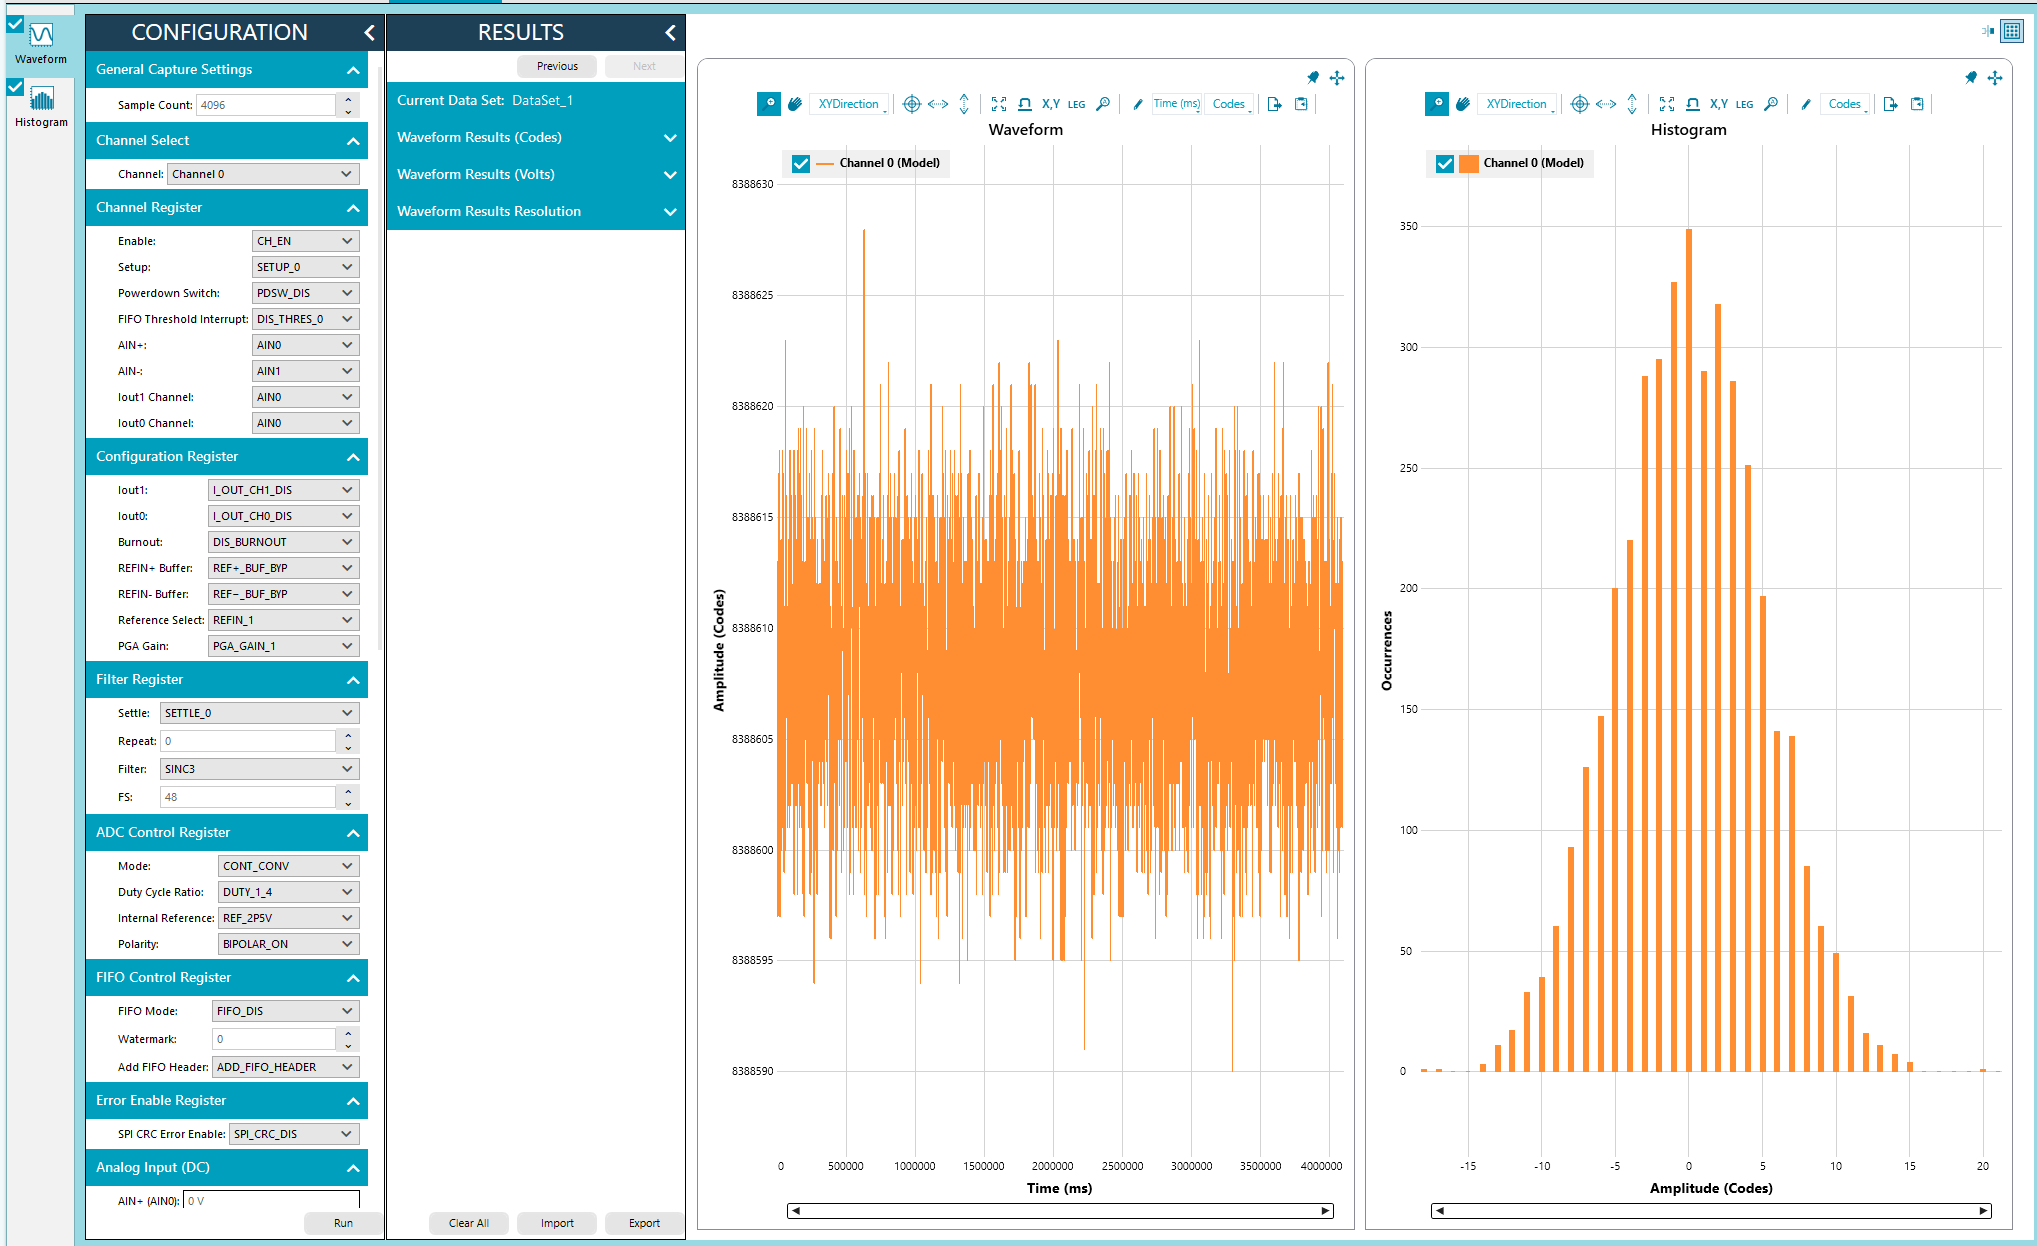 Waveform
Histogram
CONFIGURATION
General Capture Settings
Sample Count: 4096
Channel Select
Channel: Channel 0
Channel Register
Enable: CH_EN
Setup: SETUP_0
Powerdown Switch: PDSW_DIS
FIFO Threshold Interrupt: DIS_THRES_0
AIN+: AIN0
AIN-: AIN1
Iout1 Channel: AIN0
Iout0 Channel: AIN0
Configuration Register
Iout1: I_OUT_CH1_DIS
Iout0: I_OUT_CH0_DIS
Burnout: DIS_BURNOUT
REFIN+ Buffer: REF+_BUF_BYP
REFIN- Buffer: REF−_BUF_BYP
Reference Select: REFIN_1
PGA Gain: PGA_GAIN_1
Filter Register
Settle: SETTLE_0
Repeat: 0
Filter: SINC3
FS: 48
ADC Control Register
Mode: CONT_CONV
Duty Cycle Ratio: DUTY_1_4
Internal Reference: REF_2P5V
Polarity: BIPOLAR_ON
FIFO Control Register
FIFO Mode: FIFO_DIS
Watermark: 0
Add FIFO Header: ADD_FIFO_HEADER
Error Enable Register
SPI CRC Error Enable: SPI_CRC_DIS
Analog Input (DC)
AIN+ (AIN0): 0 V
Run
RESULTS
Previous Next
Current Data Set: DataSet_1
Waveform Results (Codes)
Waveform Results (Volts)
Waveform Results Resolution
Clear All Import Export
XYDirection X,Y LEG Time (ms) Codes
Waveform
Channel 0 (Model)
8388630
8388625
8388620
8388615
8388610
8388605
8388600
8388595
8388590
Amplitude (Codes)
0 500000 1000000 1500000 2000000 2500000 3000000 3500000 4000000
Time (ms)
XYDirection X,Y LEG Codes
Histogram
Channel 0 (Model)
350
300
250
200
150
100
50
0
Occurrences
-15 -10 -5 0 5 10 15 20
Amplitude (Codes)